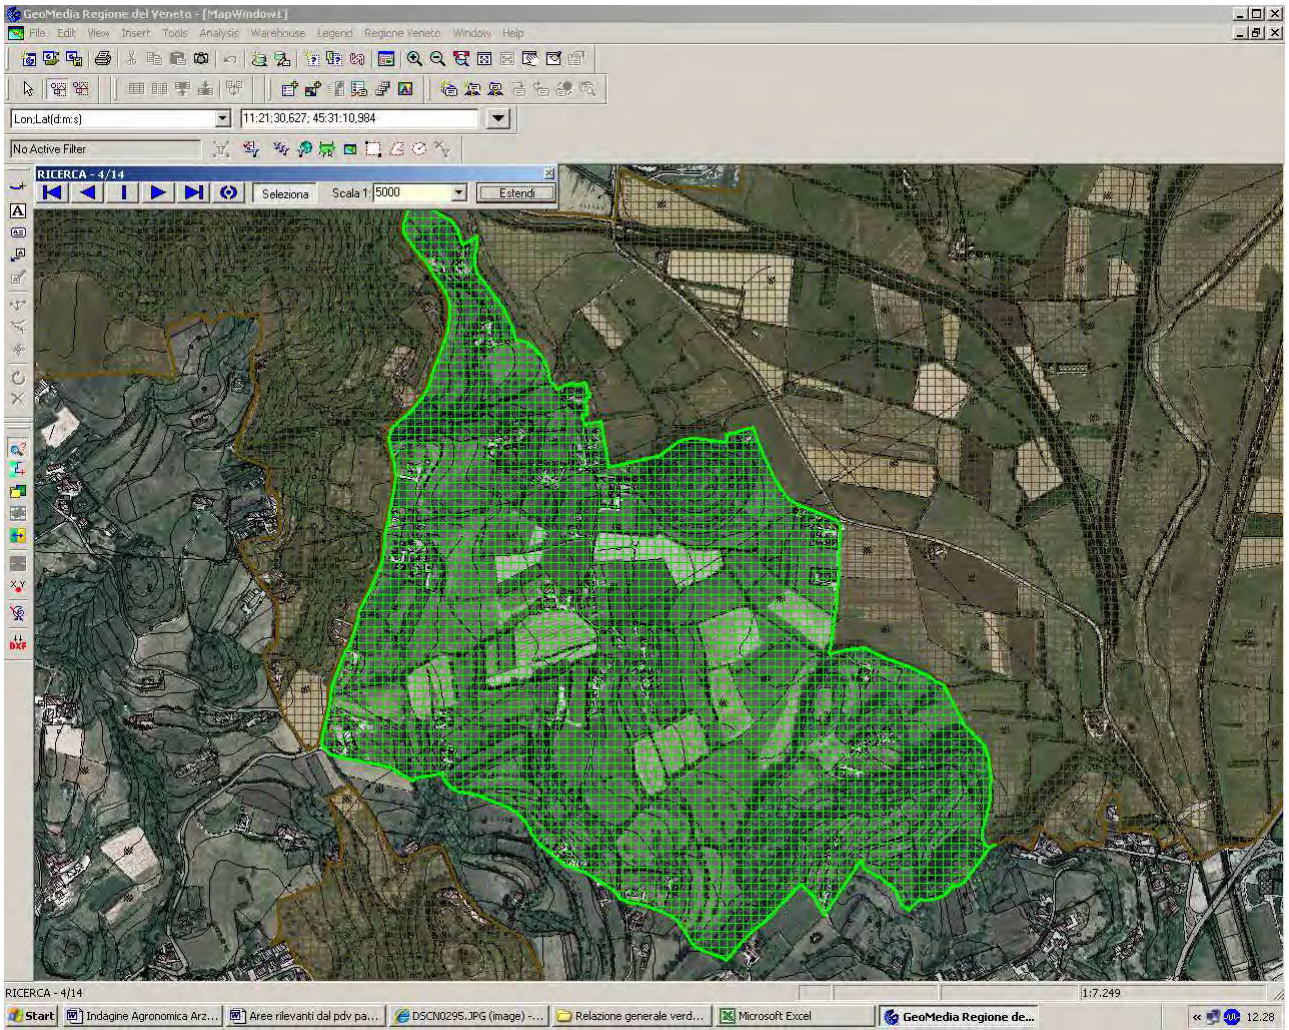 GeoMedia Regione del Veneto - [MapWindow1]
File Edit View Insert Tools Analysis Warehouse Legend Regione Veneto Window Help
Lon,Lat(d:m:s) 11:21:30,627; 45:31:10,984
No Active Filter
RICERCA - 4/14
Seleziona Scala 1: 5000 Estendi
A
X,Y
DXF
RICERCA - 4/14 1:7.249
Start Indagine Agronomica Arz... Aree rilevanti dal pdv pa... DSCN0295.JPG (image) -... Relazione generale verd... Microsoft Excel GeoMedia Regione de... « 12.28